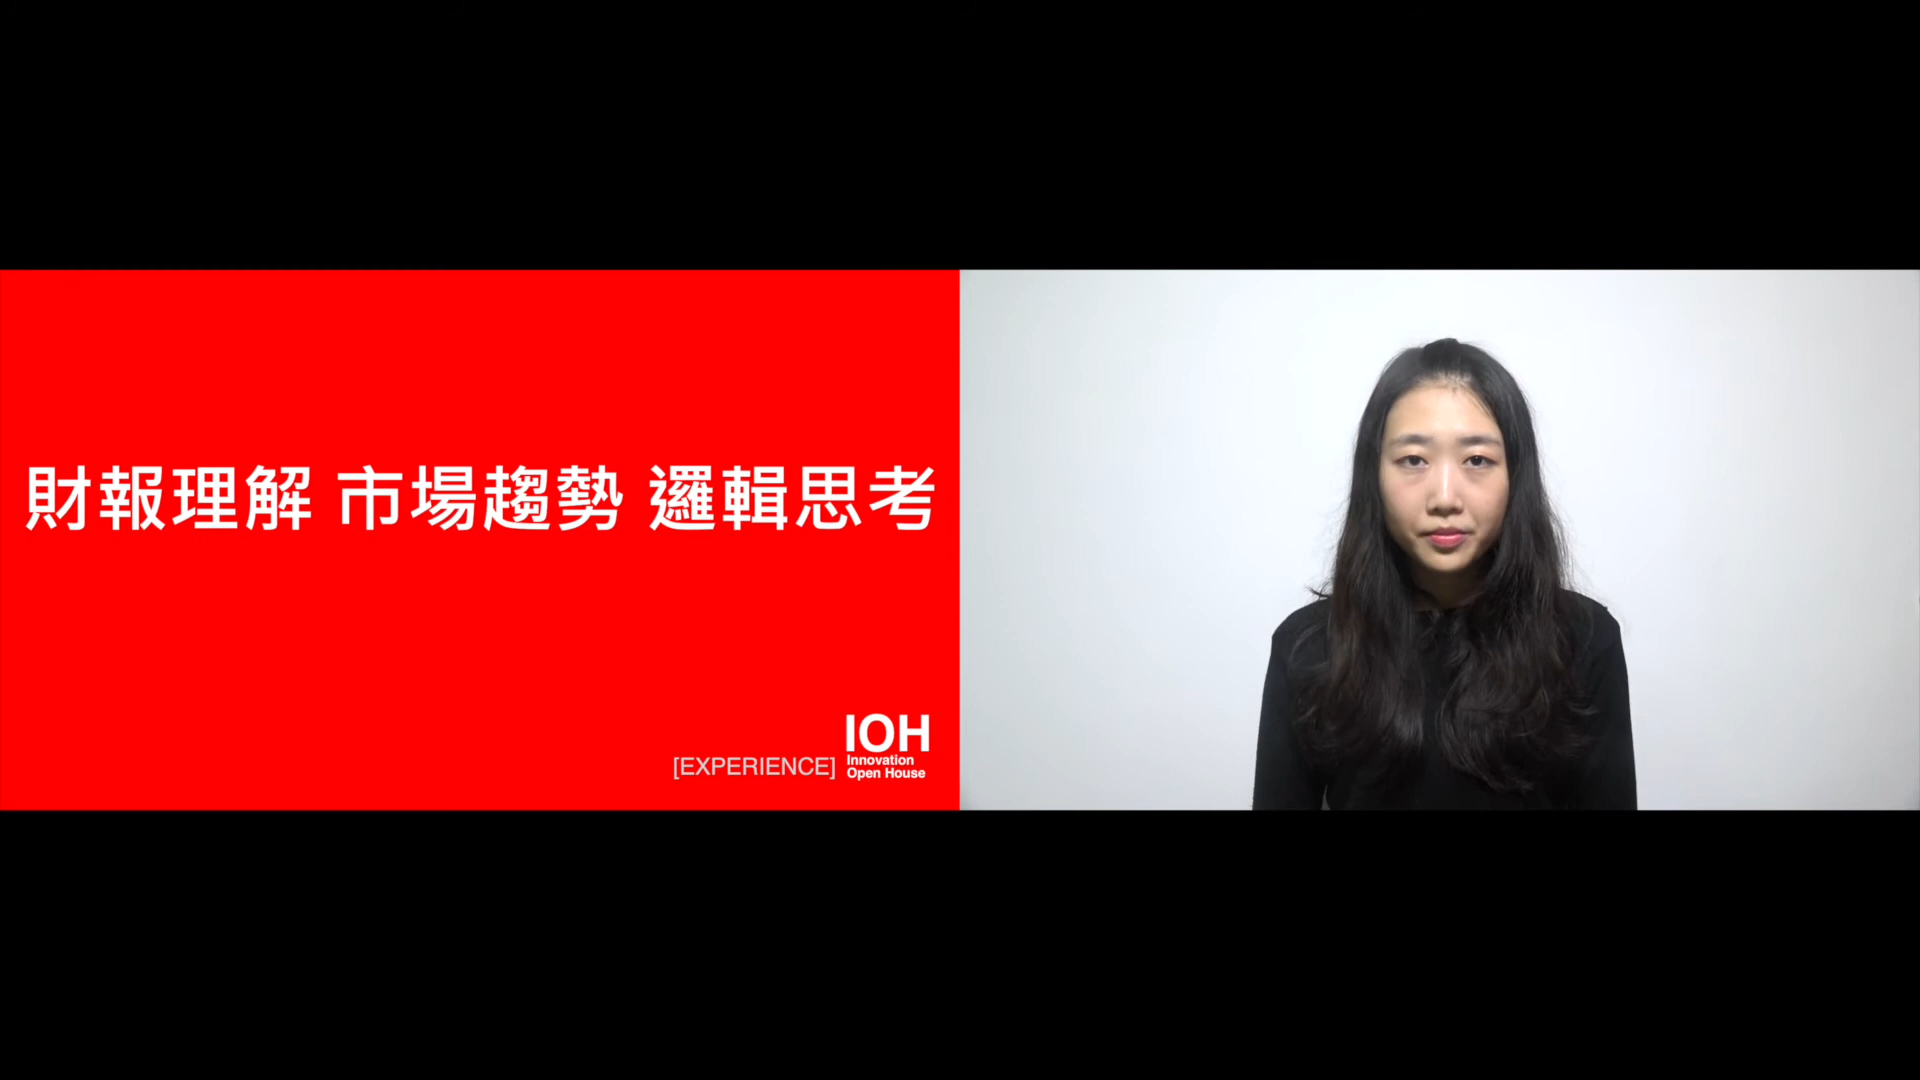 財報理解 市場趨勢 邏輯思考
[EXPERIENCE]
IOH
Innovation
Open House